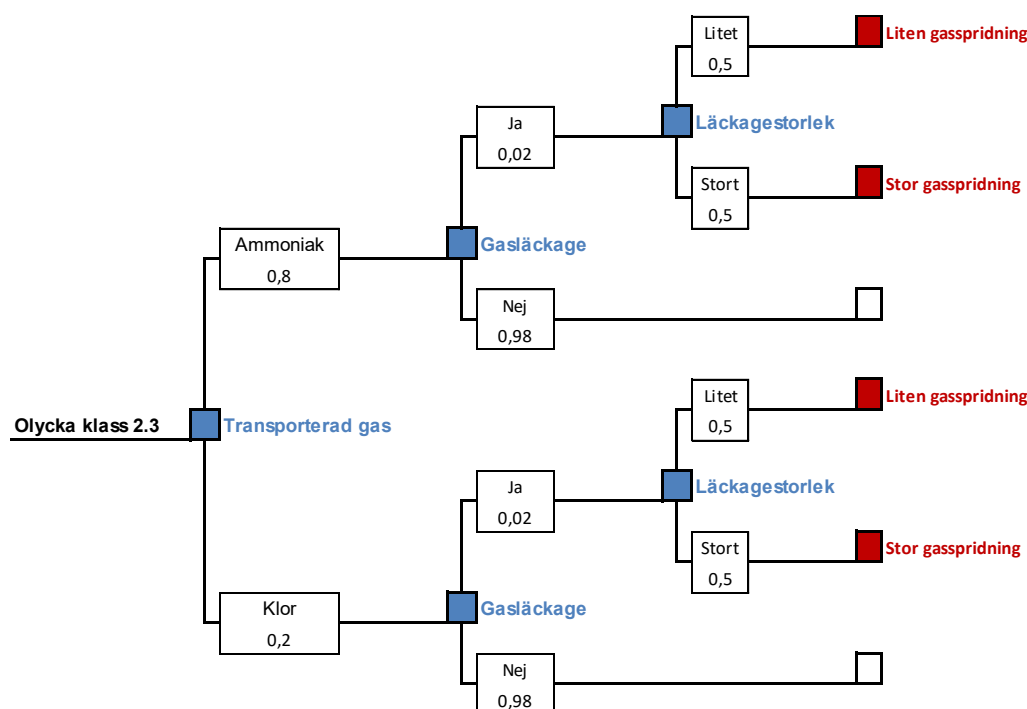 Litet
0,5
Liten gasspridning
Ja
0,02
Läckagestorlek
Stort
0,5
Stor gasspridning
Ammoniak
0,8
Gasläckage
Nej
0,98
Olycka klass 2.3
Transporterad gas
Litet
0,5
Liten gasspridning
Ja
0,02
Läckagestorlek
Stort
0,5
Stor gasspridning
Klor
0,2
Gasläckage
Nej
0,98